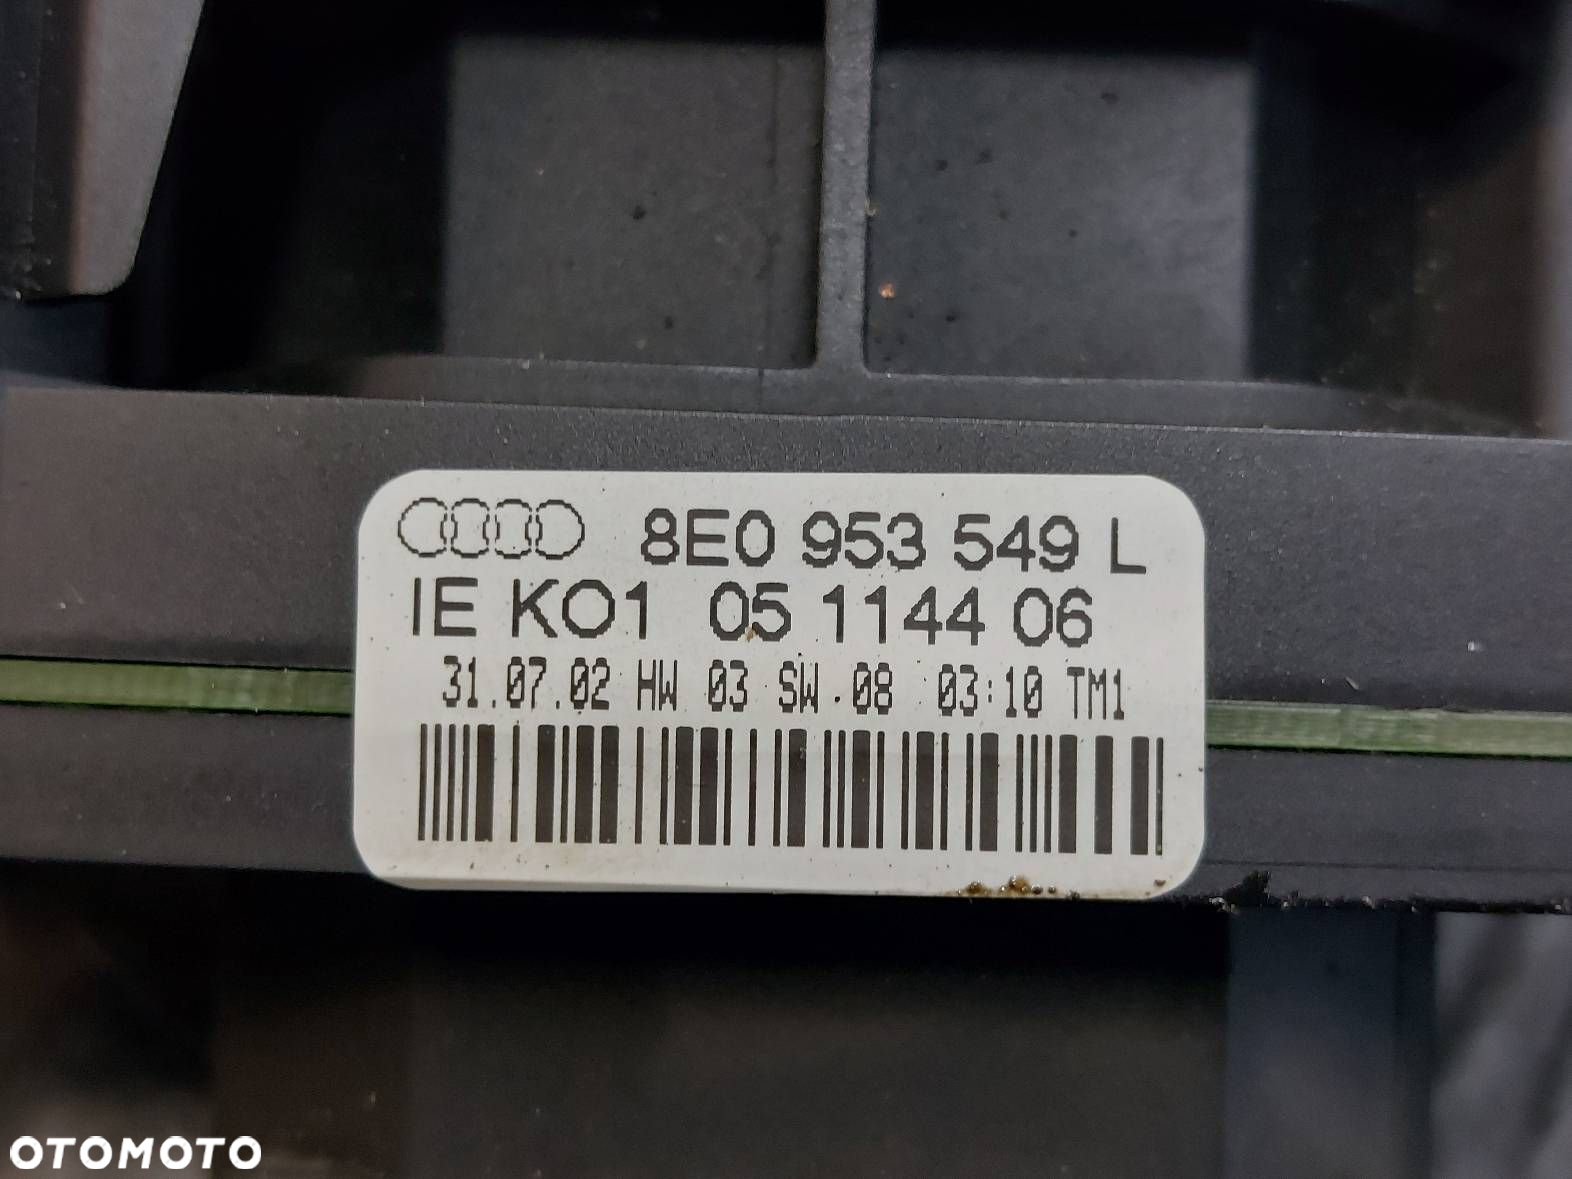 8E0 953 549 L
IE KO1 05 1144 06
31.07.02 HW 03 SW.08 03:10 TM1
OTOMOTO